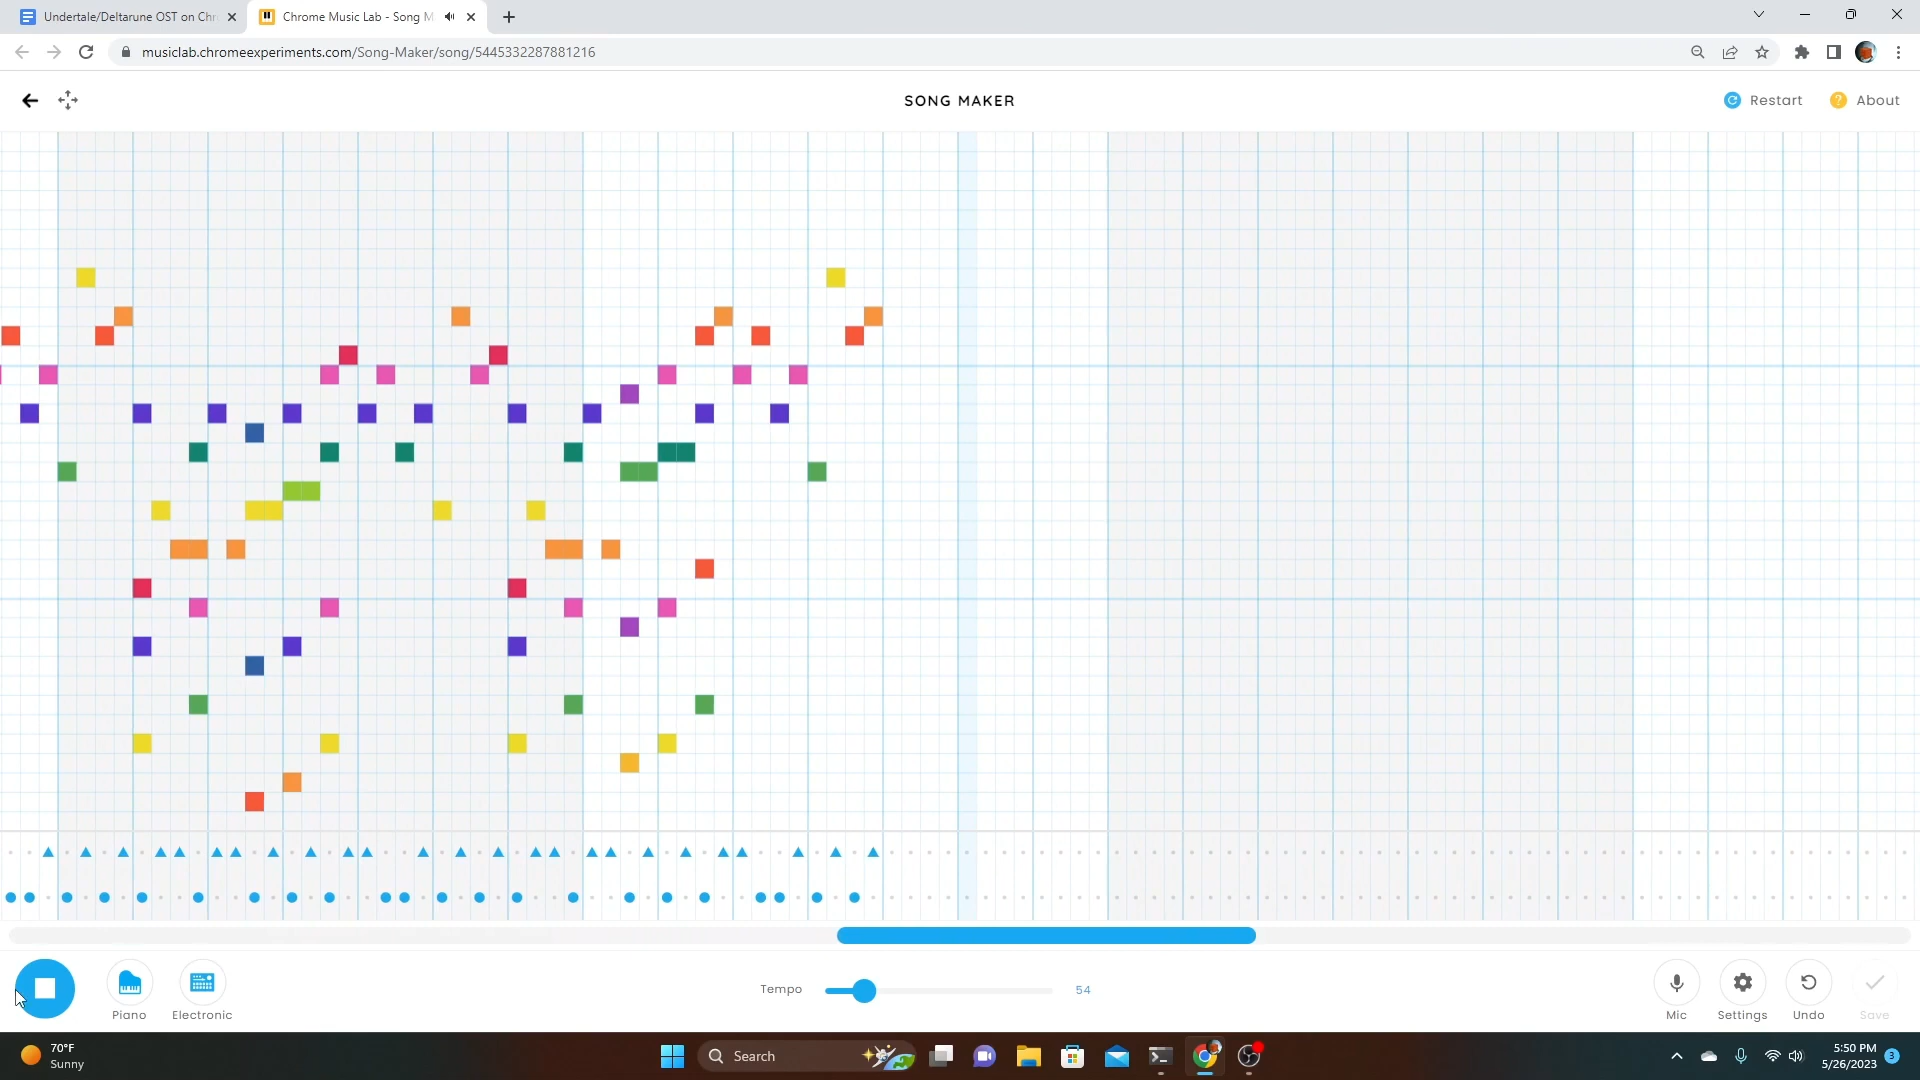 Undertale/Deltarune OST on Chr
Chrome Music Lab - Song M
musiclab.chromeexperiments.com/Song-Maker/song/5445332287881216
SONG MAKER
Restart
? About
Tempo
54
Piano
Electronic
Mic
Settings
Undo
Save
70°F
Sunny
Search
5:50 PM
5/26/2023
3